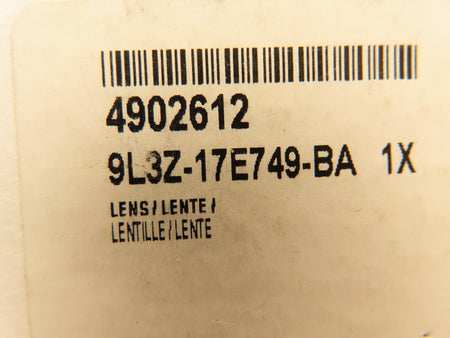 4902612
9L3Z-17E749-BA 1X
LENS/LENTE/
LENTILLE/LENTE